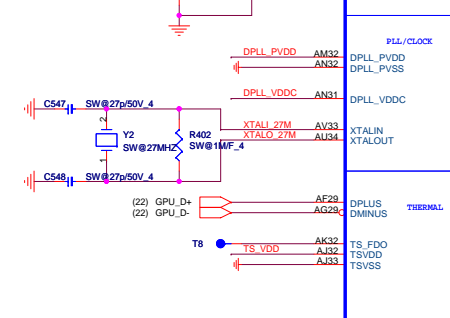 PLL/CLOCK
DPLL_PVDD AM32 DPLL_PVDD
AN32 DPLL_PVSS
DPLL_VDDC AN31 DPLL_VDDC
C547 SW@27p/50V_4
XTALI_27M AV33 XTALIN
XTALO_27M AU34 XTALOUT
2
Y2 R402
SW@27MHZ SW@1M/F_4
1
C548 SW@27p/50V_4
(22) GPU_D+ AF29 DPLUS
(22) GPU_D- AG29 DMINUS
THERMAL
T8 AK32 TS_FDO
TS_VDD AJ32 TSVDD
AJ33 TSVSS